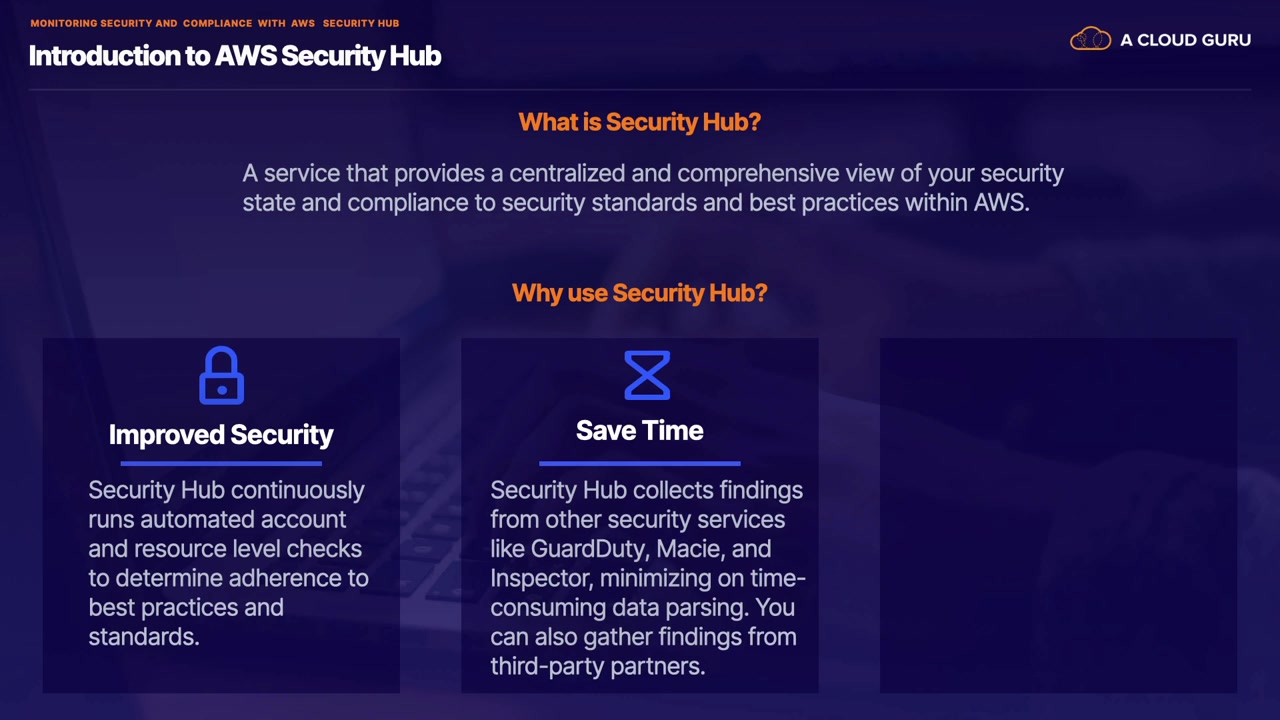 MONITORING SECURITY AND COMPLIANCE WITH AWS SECURITY HUB
Introduction to AWS Security Hub
A CLOUD GURU
What is Security Hub?
A service that provides a centralized and comprehensive view of your security
state and compliance to security standards and best practices within AWS.
Why use Security Hub?
Improved Security
Security Hub continuously
runs automated account
and resource level checks
to determine adherence to
best practices and
standards.
Save Time
Security Hub collects findings
from other security services
like GuardDuty, Macie, and
Inspector, minimizing on time-
consuming data parsing. You
can also gather findings from
third-party partners.